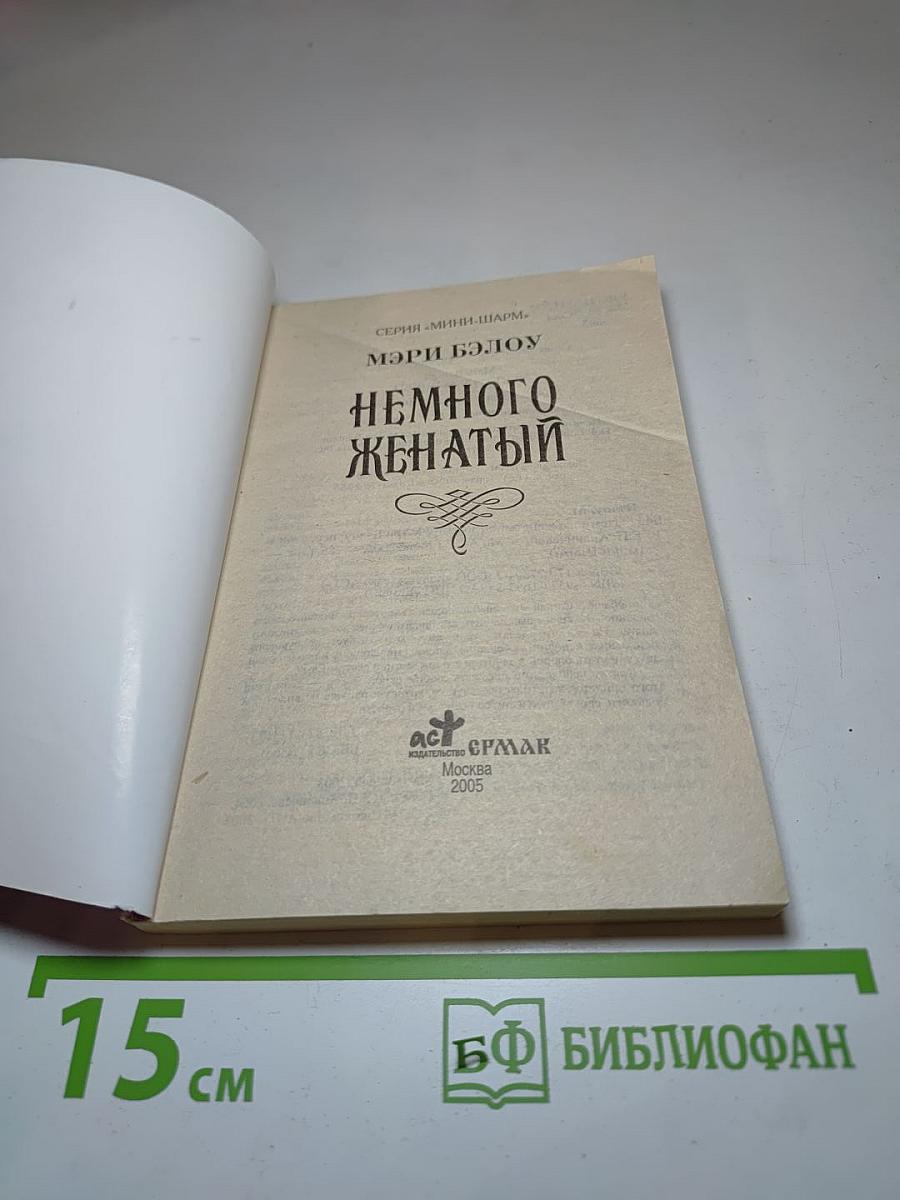 СЕРИЯ «МИНИ-ШАРМ»
МЭРИ БЭЛОУ
НЕМНОГО
ЖЕНАТЫЙ
аст
ИЗДАТЕЛЬСТВО ЕРМАК
Москва
2005
15 см
БФ БИБЛИОФАН